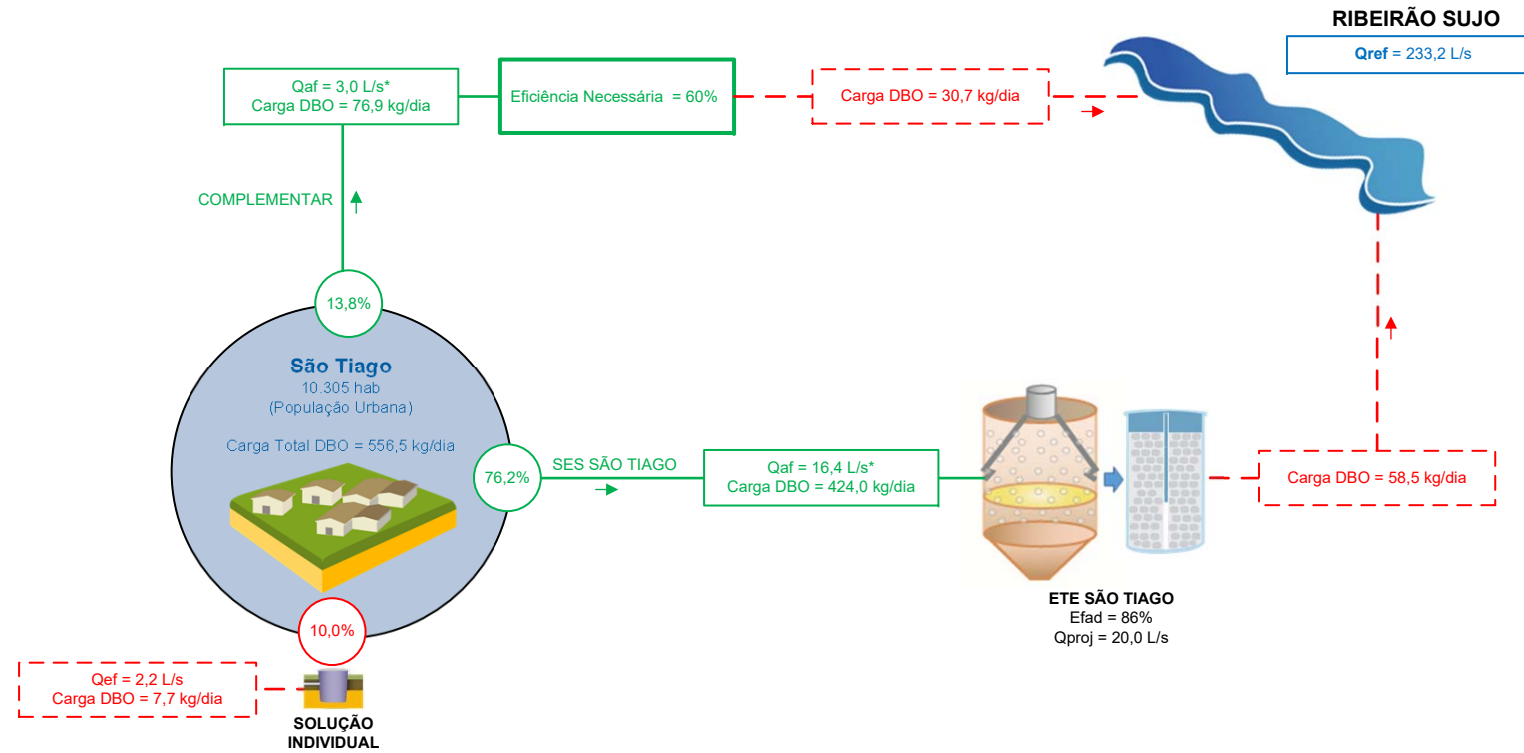 RIBEIRÃO SUJO
Qref = 233,2 L/s
Qaf = 3,0 L/s*
Carga DBO = 76,9 kg/dia
Eficiência Necessária = 60%
Carga DBO = 30,7 kg/dia
COMPLEMENTAR
13,8%
São Tiago
10.305 hab
(População Urbana)
Carga Total DBO = 556,5 kg/dia
76,2%
SES SÃO TIAGO
Qaf = 16,4 L/s*
Carga DBO = 424,0 kg/dia
Carga DBO = 58,5 kg/dia
ETE SÃO TIAGO
Efad = 86%
Qproj = 20,0 L/s
10,0%
Qef = 2,2 L/s
Carga DBO = 7,7 kg/dia
SOLUÇÃO
INDIVIDUAL